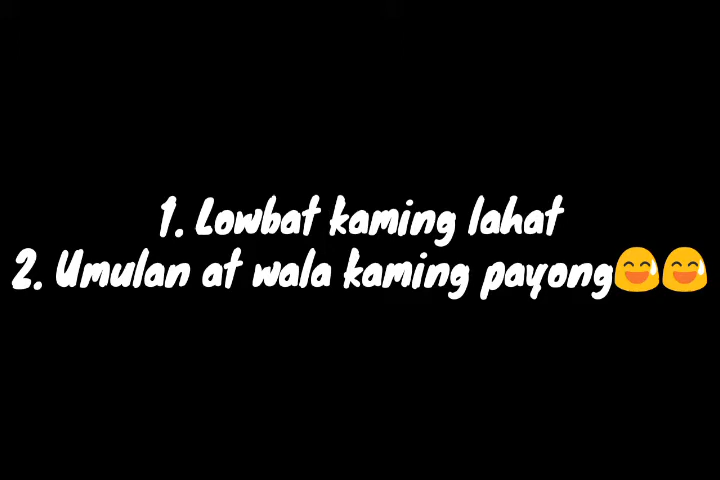 1. Lowbat kaming lahat
2. Umulan at wala kaming payong😅😅